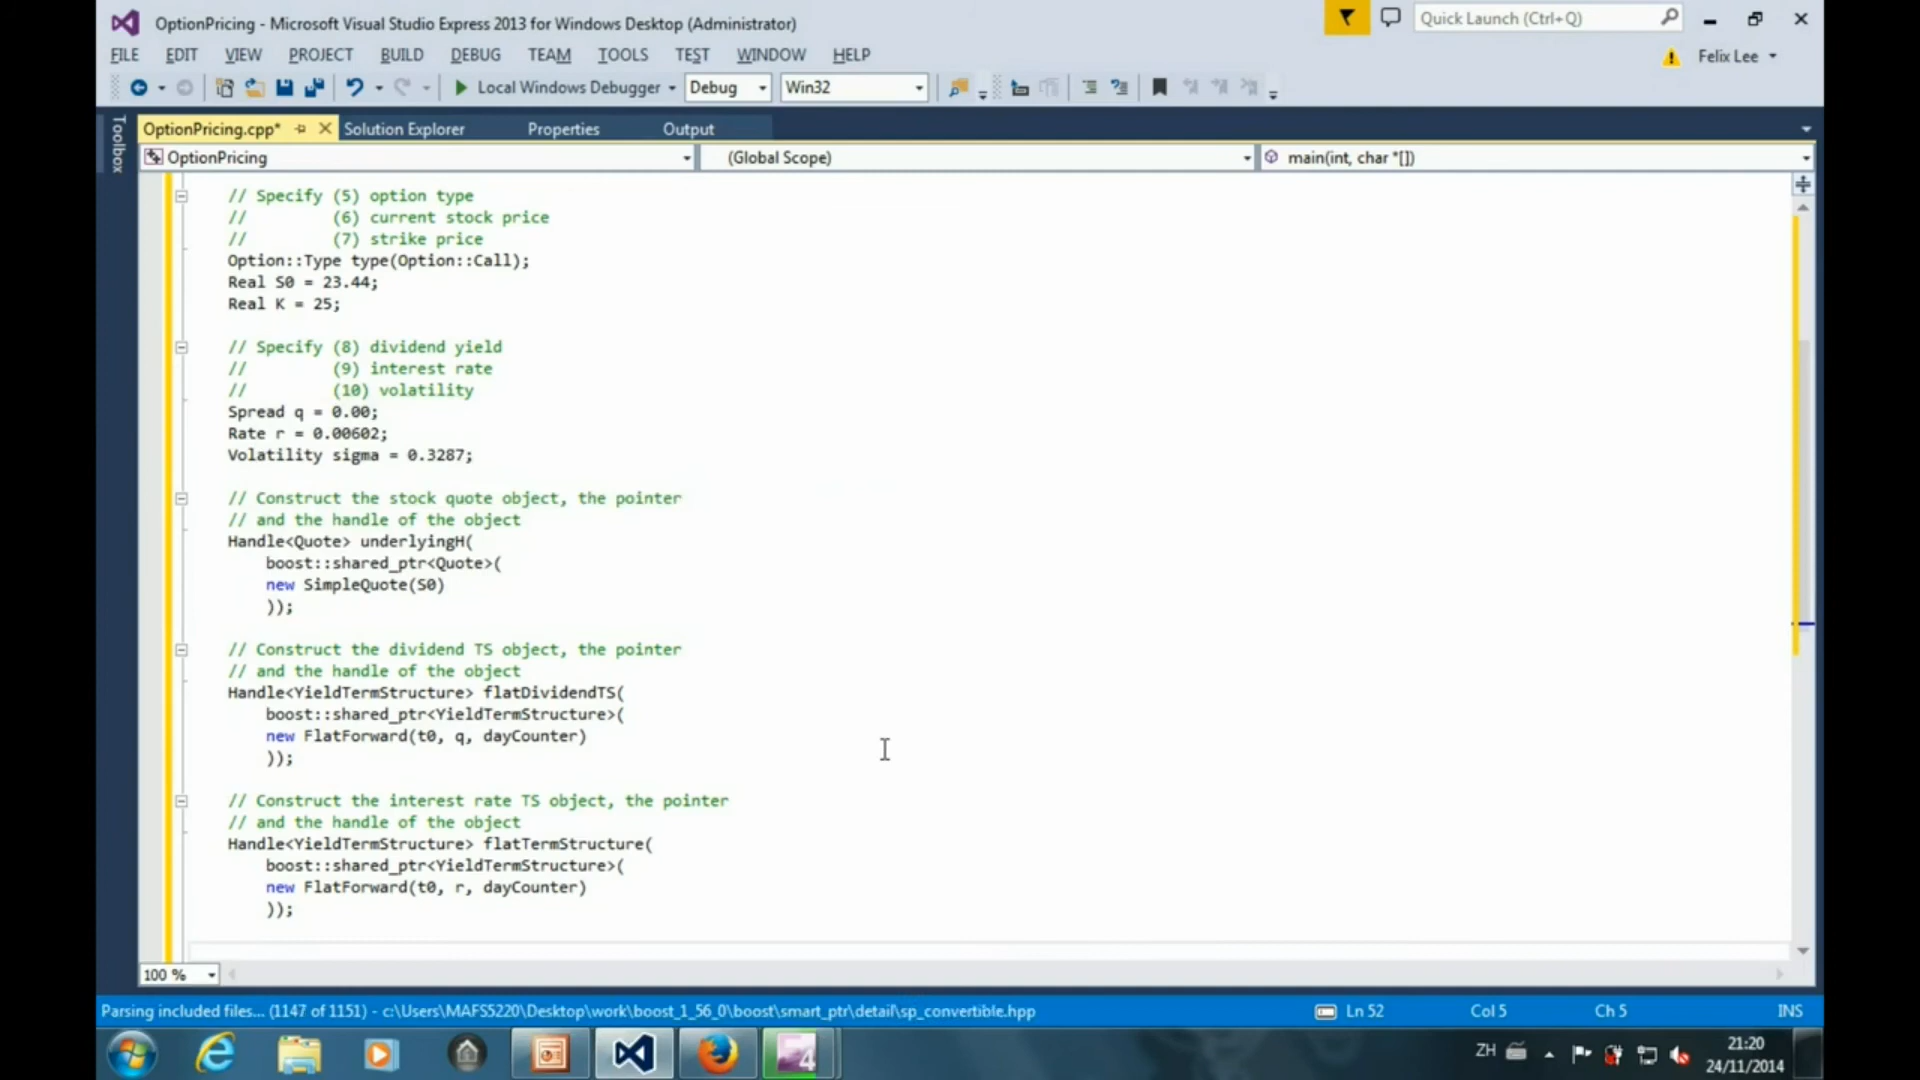 OptionPricing - Microsoft Visual Studio Express 2013 for Windows Desktop (Administrator)
Quick Launch (Ctrl+Q)
FILE EDIT VIEW PROJECT BUILD DEBUG TEAM TOOLS TEST WINDOW HELP
Felix Lee
Local Windows Debugger Debug Win32
Toolbox
OptionPricing.cpp* Solution Explorer Properties Output
OptionPricing (Global Scope) main(int, char *[])
// Specify (5) option type
// (6) current stock price
// (7) strike price
Option::Type type(Option::Call);
Real S0 = 23.44;
Real K = 25;
// Specify (8) dividend yield
// (9) interest rate
// (10) volatility
Spread q = 0.00;
Rate r = 0.00602;
Volatility sigma = 0.3287;
// Construct the stock quote object, the pointer
// and the handle of the object
Handle<Quote> underlyingH(
boost::shared_ptr<Quote>(
new SimpleQuote(S0)
));
// Construct the dividend TS object, the pointer
// and the handle of the object
Handle<YieldTermStructure> flatDividendTS(
boost::shared_ptr<YieldTermStructure>(
new FlatForward(t0, q, dayCounter)
));
// Construct the interest rate TS object, the pointer
// and the handle of the object
Handle<YieldTermStructure> flatTermStructure(
boost::shared_ptr<YieldTermStructure>(
new FlatForward(t0, r, dayCounter)
));
100 %
Parsing included files... (1147 of 1151) - c:\Users\MAFS5220\Desktop\work\boost_1_56_0\boost\smart_ptr\detail\sp_convertible.hpp Ln 52 Col 5 Ch 5 INS
4
ZH
21:20
24/11/2014